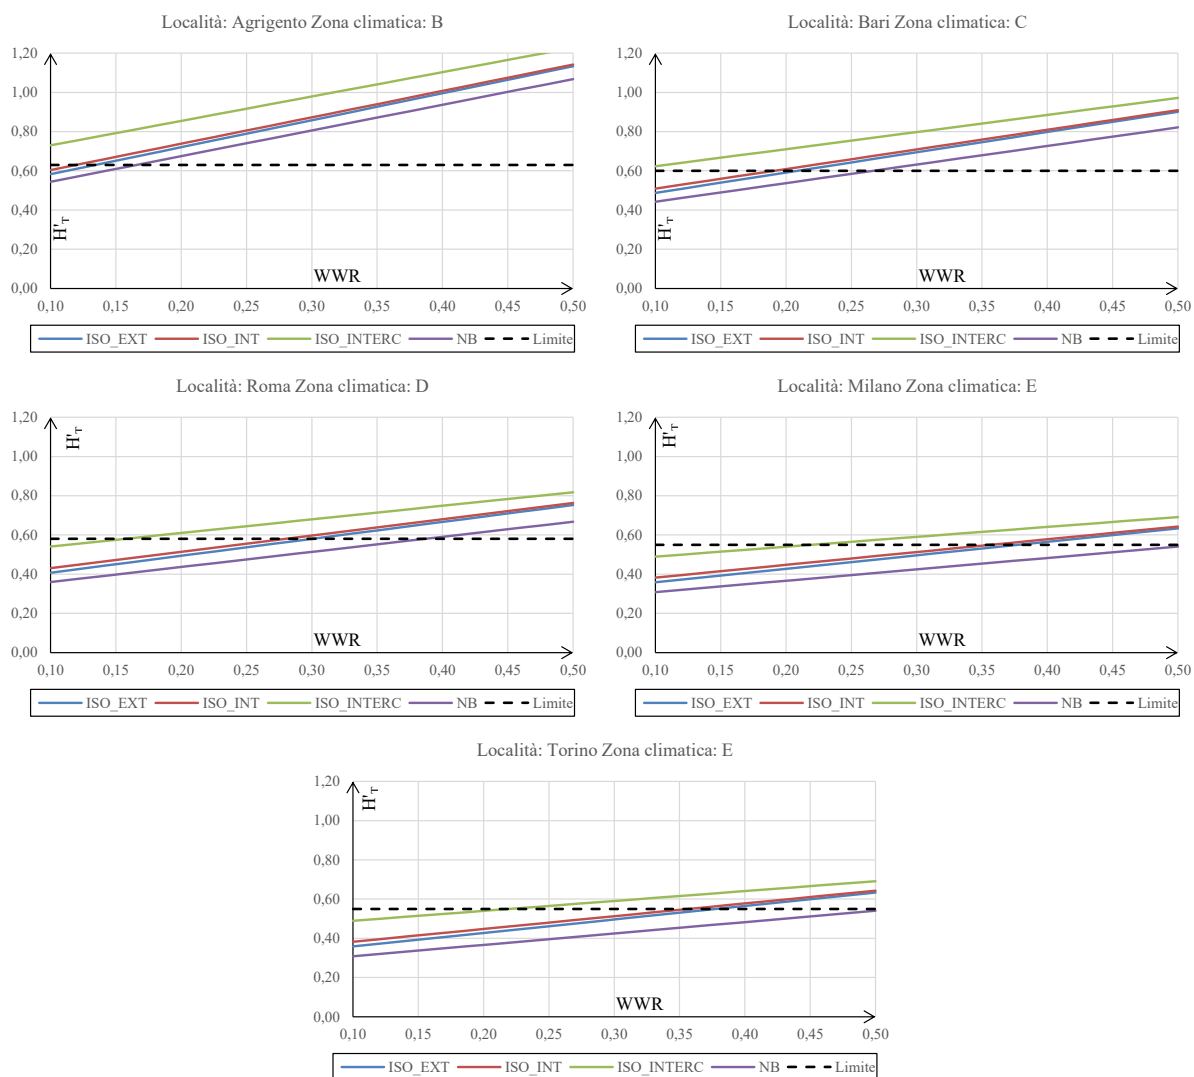 Località: Agrigento Zona climatica: B
1,20
1,00
0,80
0,60
0,40
0,20
0,00
H'T
WWR
0,10 0,15 0,20 0,25 0,30 0,35 0,40 0,45 0,50
ISO_EXT ISO_INT ISO_INTERC NB Limite
Località: Bari Zona climatica: C
1,20
1,00
0,80
0,60
0,40
0,20
0,00
H'T
WWR
0,10 0,15 0,20 0,25 0,30 0,35 0,40 0,45 0,50
ISO_EXT ISO_INT ISO_INTERC NB Limite
Località: Roma Zona climatica: D
1,20
1,00
0,80
0,60
0,40
0,20
0,00
H'T
WWR
0,10 0,15 0,20 0,25 0,30 0,35 0,40 0,45 0,50
ISO_EXT ISO_INT ISO_INTERC NB Limite
Località: Milano Zona climatica: E
1,20
1,00
0,80
0,60
0,40
0,20
0,00
H'T
WWR
0,10 0,15 0,20 0,25 0,30 0,35 0,40 0,45 0,50
ISO_EXT ISO_INT ISO_INTERC NB Limite
Località: Torino Zona climatica: E
1,20
1,00
0,80
0,60
0,40
0,20
0,00
H'T
WWR
0,10 0,15 0,20 0,25 0,30 0,35 0,40 0,45 0,50
ISO_EXT ISO_INT ISO_INTERC NB Limite